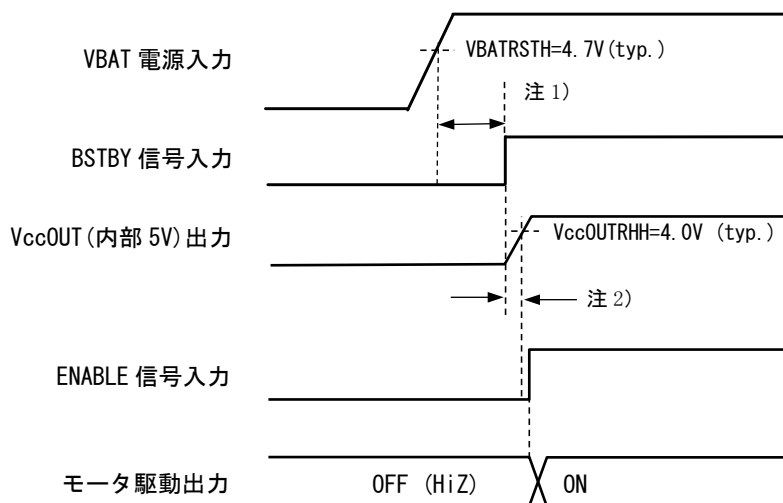 VBAT 電源入力
VBATRSTH=4.7V(typ.)
注 1)
BSTBY 信号入力
VccOUT(内部 5V)出力
VccOUTRHH=4.0V (typ.)
注 2)
ENABLE 信号入力
モータ駆動出力
OFF (HiZ)
ON